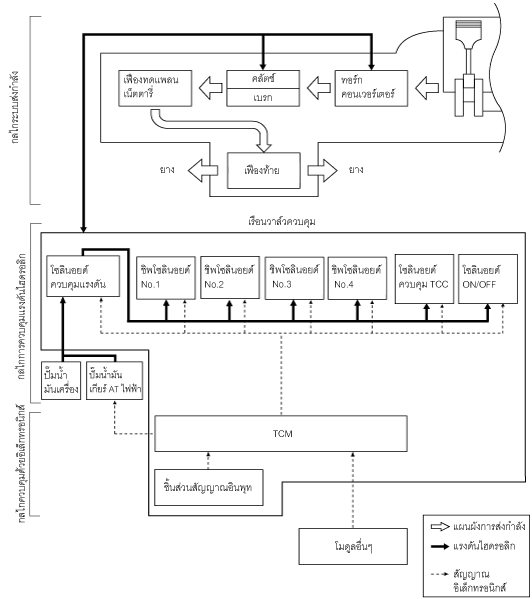 กลไกระบบส่งกำลัง
เฟืองทดแพลน
เน็ตตารี่
คลัตช์
เบรก
ทอร์ก
คอนเวอร์เตอร์
ยาง
เฟืองท้าย
ยาง
กลไกการควบคุมแรงดันไฮดรอลิก
เรือนวาล์วควบคุม
โซลินอยด์
ควบคุมแรงดัน
ชิพโซลินอยด์
No.1
ชิพโซลินอยด์
No.2
ชิพโซลินอยด์
No.3
ชิพโซลินอยด์
No.4
โซลินอยด์
ควบคุม TCC
โซลินอยด์
ON/OFF
ปั๊มน้ำ
มันเครื่อง
ปั๊มน้ำมัน
เกียร์ AT ไฟฟ้า
กลไกควบคุมด้วยอิเล็กทรอนิกส์
TCM
ชิ้นส่วนสัญญาณอินพุท
โมดูลอื่นๆ
แผนผังการส่งกำลัง
แรงดันไฮดรอลิก
สัญญาณ
อิเล็กทรอนิกส์